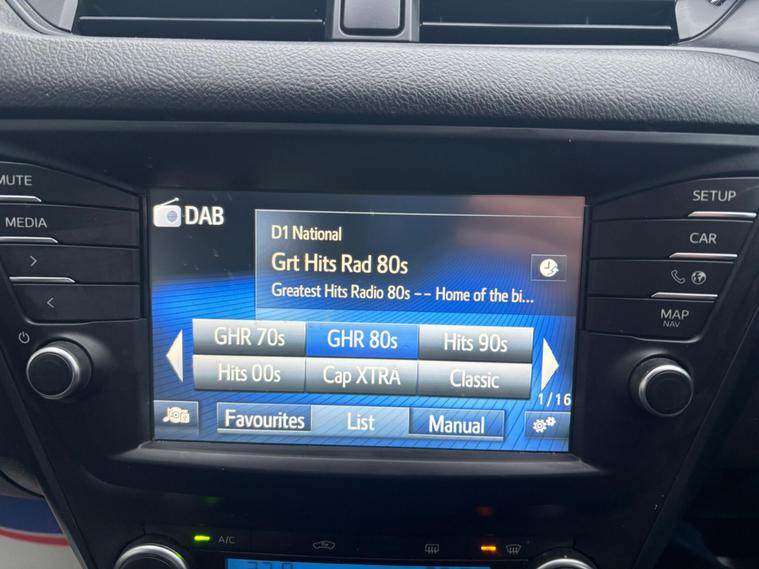 MUTE
MEDIA
DAB
D1 National
Grt Hits Rad 80s
Greatest Hits Radio 80s -- Home of the bi...
GHR 70s GHR 80s Hits 90s
Hits 00s Cap XTRA Classic
1/16
Favourites List Manual
SETUP
CAR
MAP
NAV
A/C